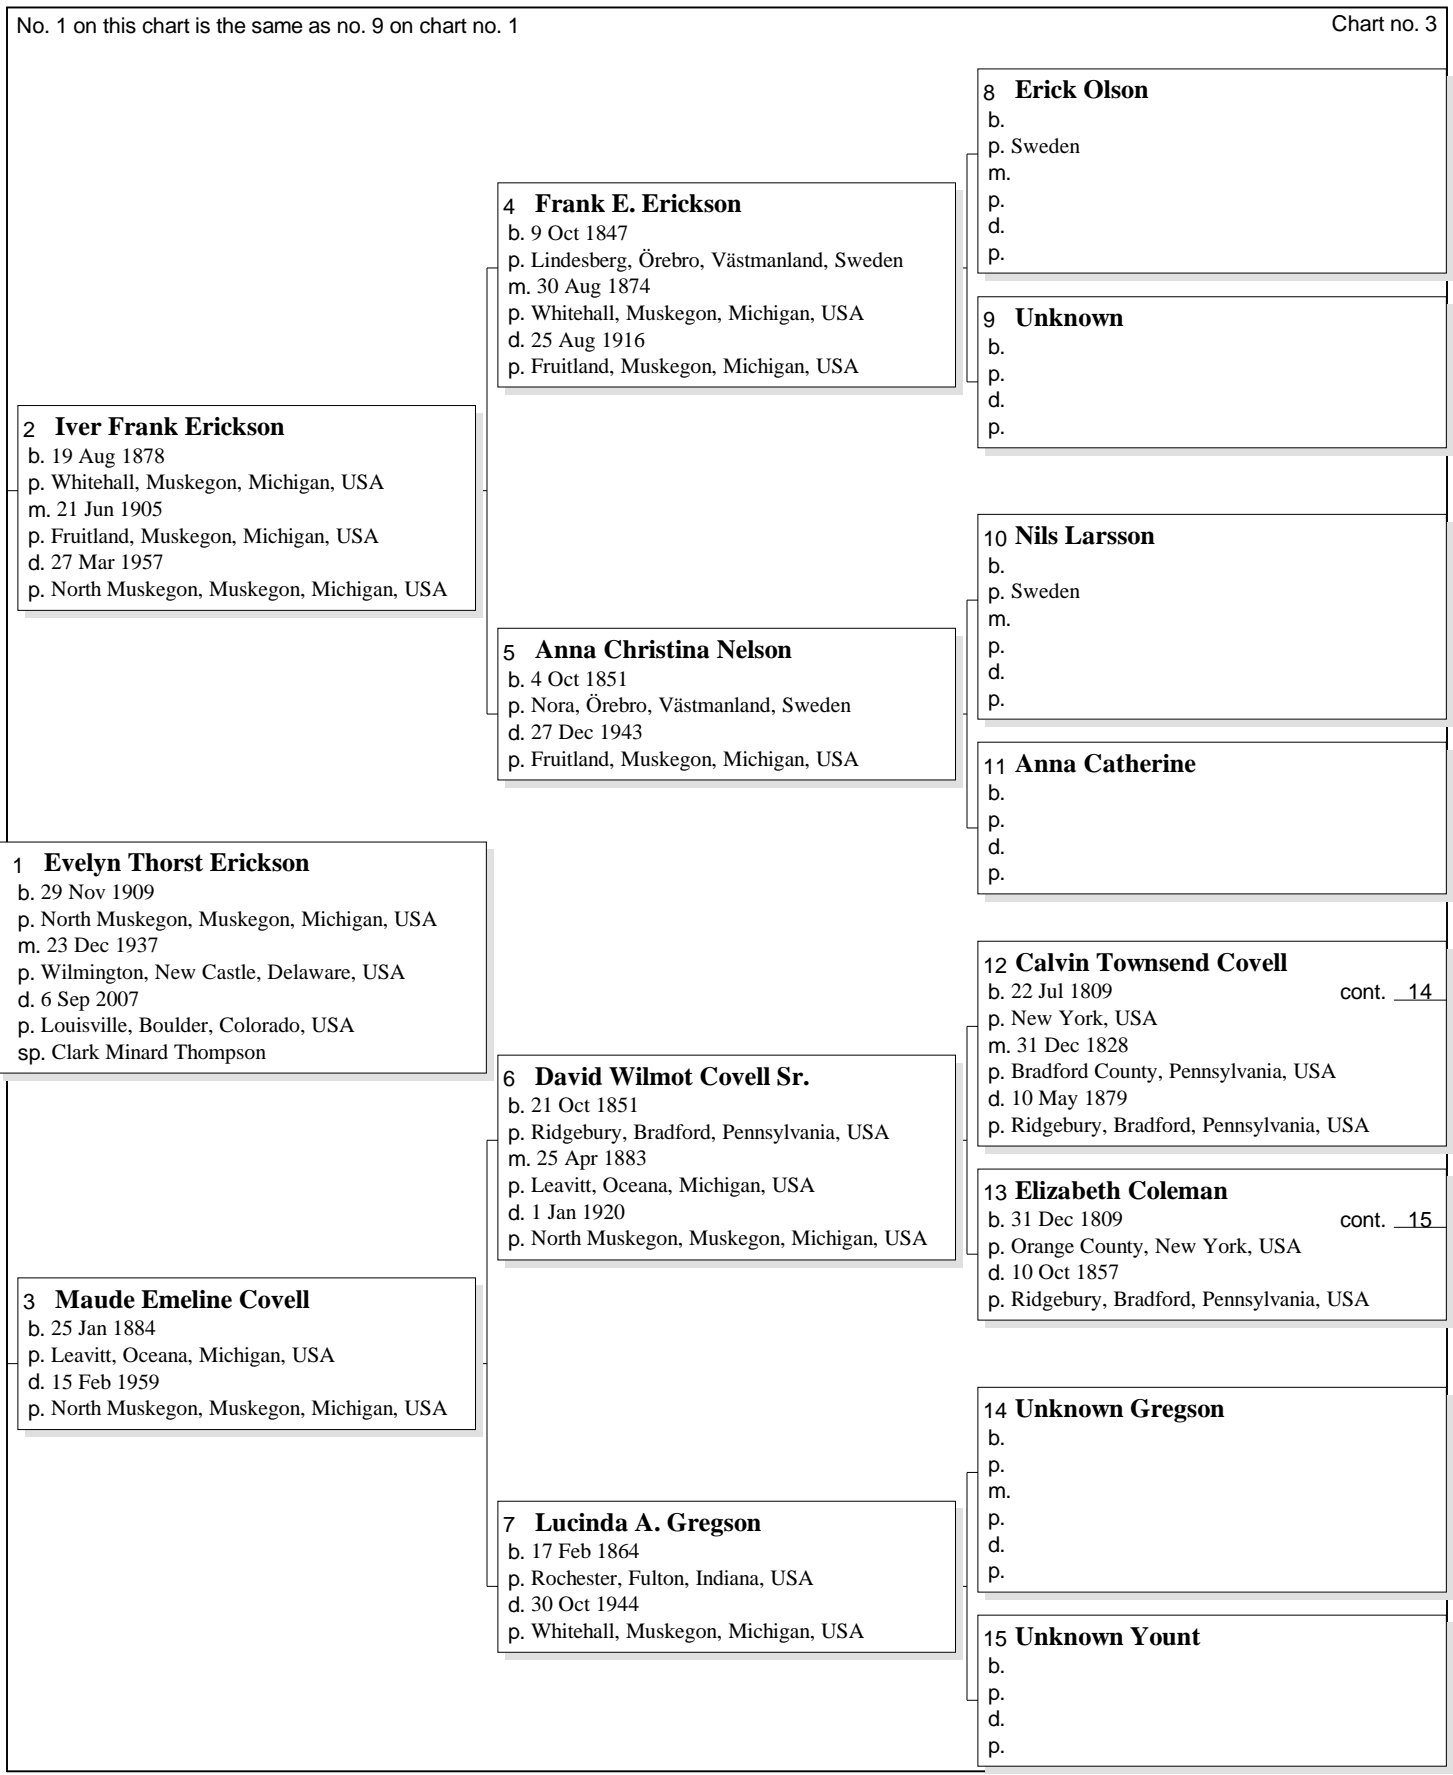 No. 1 on this chart is the same as no. 9 on chart no. 1
Chart no. 3
8 Erick Olson
b.
p. Sweden
m.
p.
d.
p.
4 Frank E. Erickson
b. 9 Oct 1847
p. Lindesberg, Örebro, Västmanland, Sweden
m. 30 Aug 1874
p. Whitehall, Muskegon, Michigan, USA
d. 25 Aug 1916
p. Fruitland, Muskegon, Michigan, USA
9 Unknown
b.
p.
d.
p.
2 Iver Frank Erickson
b. 19 Aug 1878
p. Whitehall, Muskegon, Michigan, USA
m. 21 Jun 1905
p. Fruitland, Muskegon, Michigan, USA
d. 27 Mar 1957
p. North Muskegon, Muskegon, Michigan, USA
10 Nils Larsson
b.
p. Sweden
m.
p.
d.
p.
5 Anna Christina Nelson
b. 4 Oct 1851
p. Nora, Örebro, Västmanland, Sweden
d. 27 Dec 1943
p. Fruitland, Muskegon, Michigan, USA
11 Anna Catherine
b.
p.
d.
p.
1 Evelyn Thorst Erickson
b. 29 Nov 1909
p. North Muskegon, Muskegon, Michigan, USA
m. 23 Dec 1937
p. Wilmington, New Castle, Delaware, USA
d. 6 Sep 2007
p. Louisville, Boulder, Colorado, USA
sp. Clark Minard Thompson
12 Calvin Townsend Covell
b. 22 Jul 1809 cont. 14
p. New York, USA
m. 31 Dec 1828
p. Bradford County, Pennsylvania, USA
d. 10 May 1879
p. Ridgebury, Bradford, Pennsylvania, USA
6 David Wilmot Covell Sr.
b. 21 Oct 1851
p. Ridgebury, Bradford, Pennsylvania, USA
m. 25 Apr 1883
p. Leavitt, Oceana, Michigan, USA
d. 1 Jan 1920
p. North Muskegon, Muskegon, Michigan, USA
13 Elizabeth Coleman
b. 31 Dec 1809 cont. 15
p. Orange County, New York, USA
d. 10 Oct 1857
p. Ridgebury, Bradford, Pennsylvania, USA
3 Maude Emeline Covell
b. 25 Jan 1884
p. Leavitt, Oceana, Michigan, USA
d. 15 Feb 1959
p. North Muskegon, Muskegon, Michigan, USA
14 Unknown Gregson
b.
p.
m.
p.
d.
p.
7 Lucinda A. Gregson
b. 17 Feb 1864
p. Rochester, Fulton, Indiana, USA
d. 30 Oct 1944
p. Whitehall, Muskegon, Michigan, USA
15 Unknown Yount
b.
p.
d.
p.